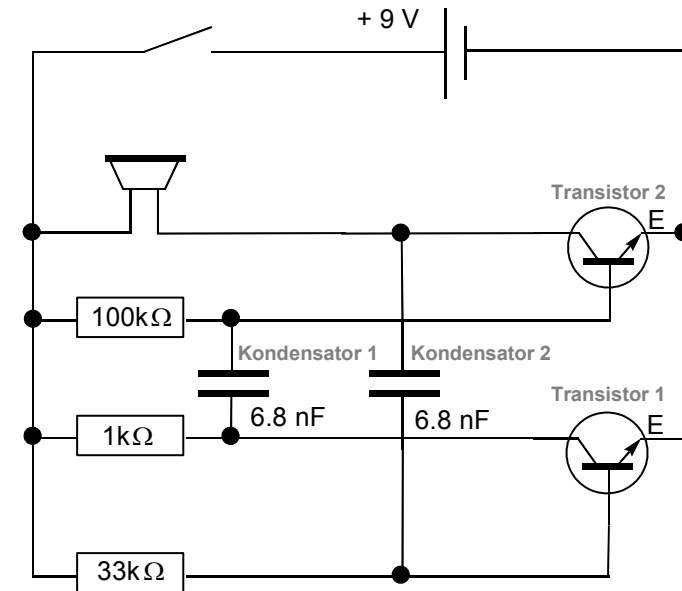 + 9 V
Transistor 2
E
100kΩ
Kondensator 1
Kondensator 2
Transistor 1
6.8 nF
6.8 nF
E
1kΩ
33kΩ